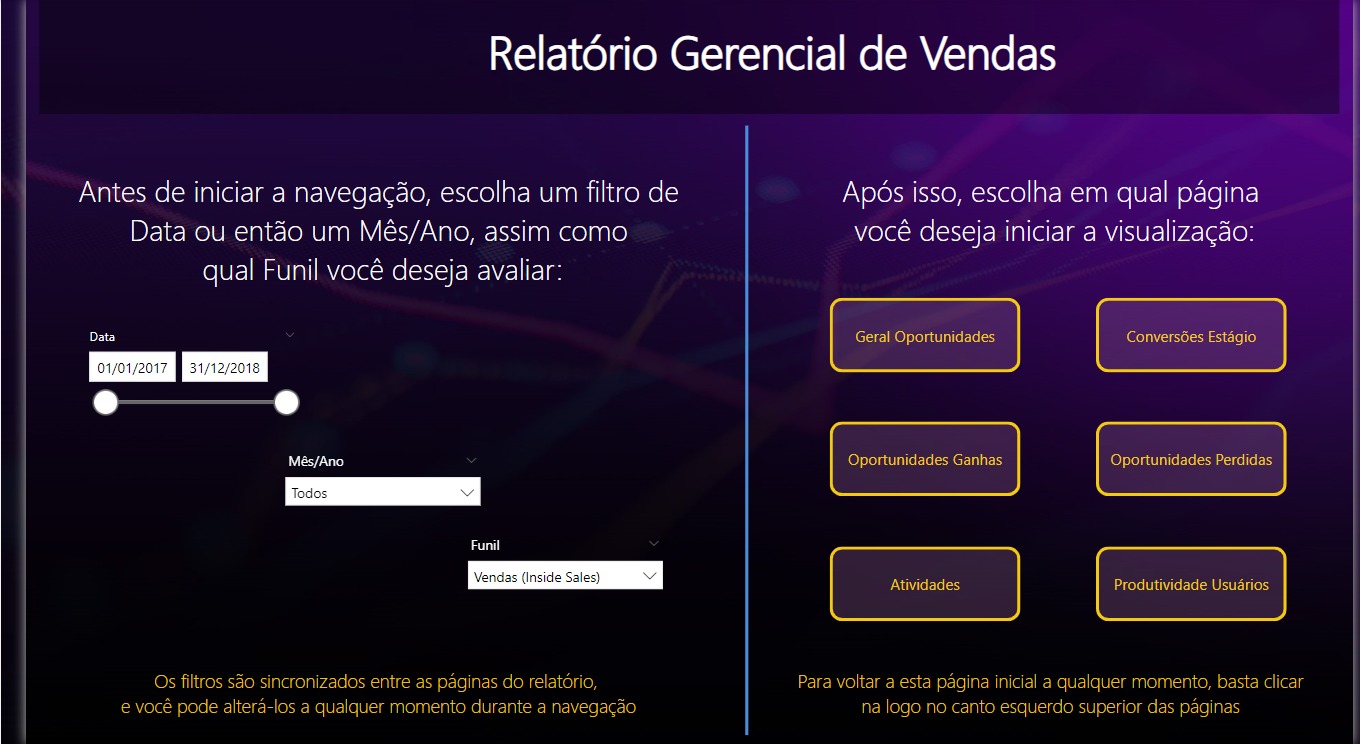 Relatório Gerencial de Vendas
Antes de iniciar a navegação, escolha um filtro de
Data ou então um Mês/Ano, assim como
qual Funil você deseja avaliar:
Data
01/01/2017 31/12/2018
Mês/Ano
Todos
Funil
Vendas (Inside Sales)
Os filtros são sincronizados entre as páginas do relatório,
e você pode alterá-los a qualquer momento durante a navegação
Após isso, escolha em qual página
você deseja iniciar a visualização:
Geral Oportunidades
Conversões Estágio
Oportunidades Ganhas
Oportunidades Perdidas
Atividades
Produtividade Usuários
Para voltar a esta página inicial a qualquer momento, basta clicar
na logo no canto esquerdo superior das páginas